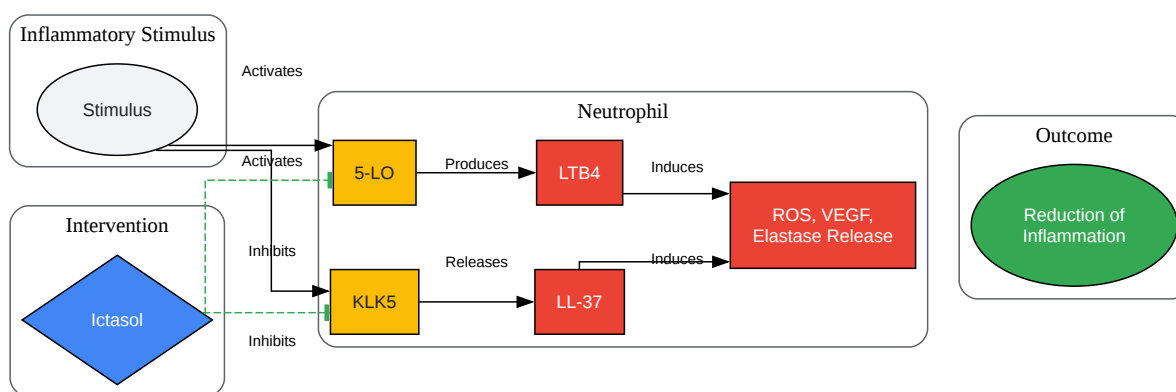 Inflammatory Stimulus
Stimulus
Activates
Activates
Intervention
Ictasol
Inhibits
Inhibits
Neutrophil
5-LO
Produces
LTB4
Induces
KLK5
Releases
LL-37
Induces
ROS, VEGF,
Elastase Release
Outcome
Reduction of
Inflammation